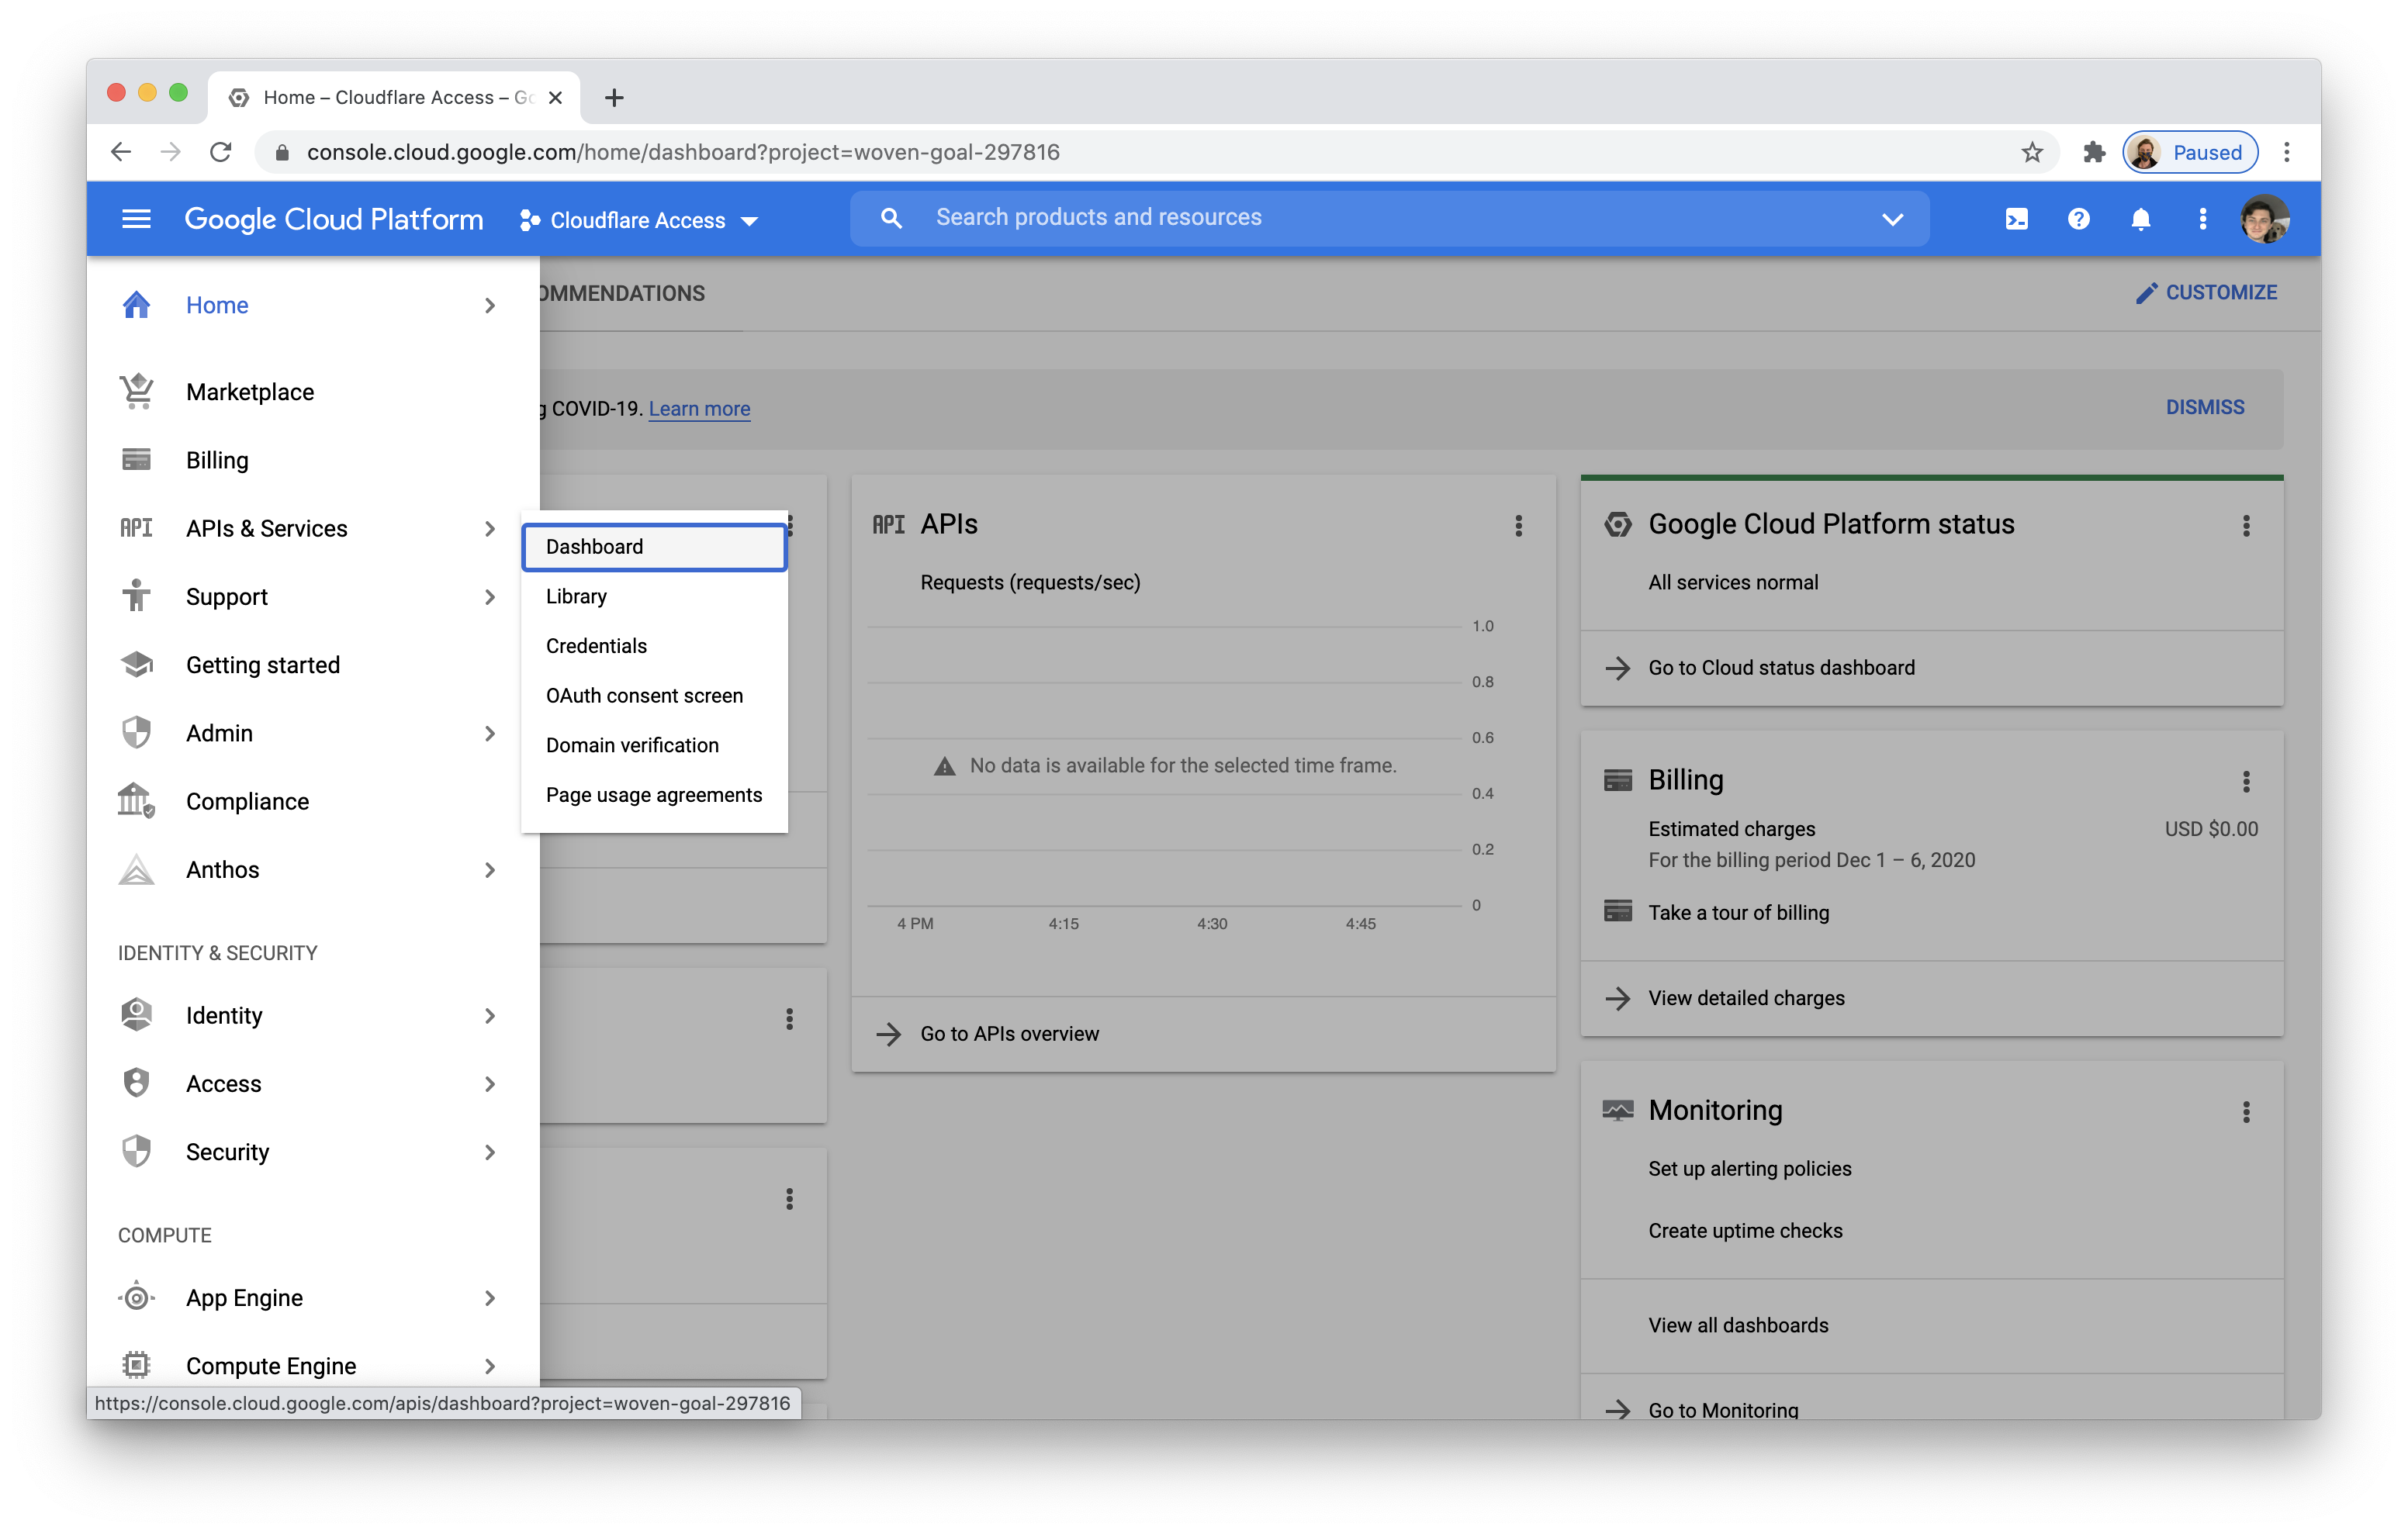 Home – Cloudflare Access – Go
console.cloud.google.com/home/dashboard?project=woven-goal-297816
Paused
Google Cloud Platform
Cloudflare Access
Search products and resources
Home
Marketplace
Billing
API
APIs & Services
Support
Getting started
Admin
Compliance
Anthos
IDENTITY & SECURITY
Identity
Access
Security
COMPUTE
App Engine
Compute Engine
https://console.cloud.google.com/apis/dashboard?project=woven-goal-297816
Dashboard
Library
Credentials
OAuth consent screen
Domain verification
Page usage agreements
OMMENDATIONS
CUSTOMIZE
g COVID-19. Learn more
DISMISS
API APIs
Requests (requests/sec)
1.0
0.8
0.6
No data is available for the selected time frame.
0.4
0.2
0
4 PM 4:15 4:30 4:45
Go to APIs overview
Google Cloud Platform status
All services normal
Go to Cloud status dashboard
Billing
Estimated charges USD $0.00
For the billing period Dec 1 – 6, 2020
Take a tour of billing
View detailed charges
Monitoring
Set up alerting policies
Create uptime checks
View all dashboards
Go to Monitoring